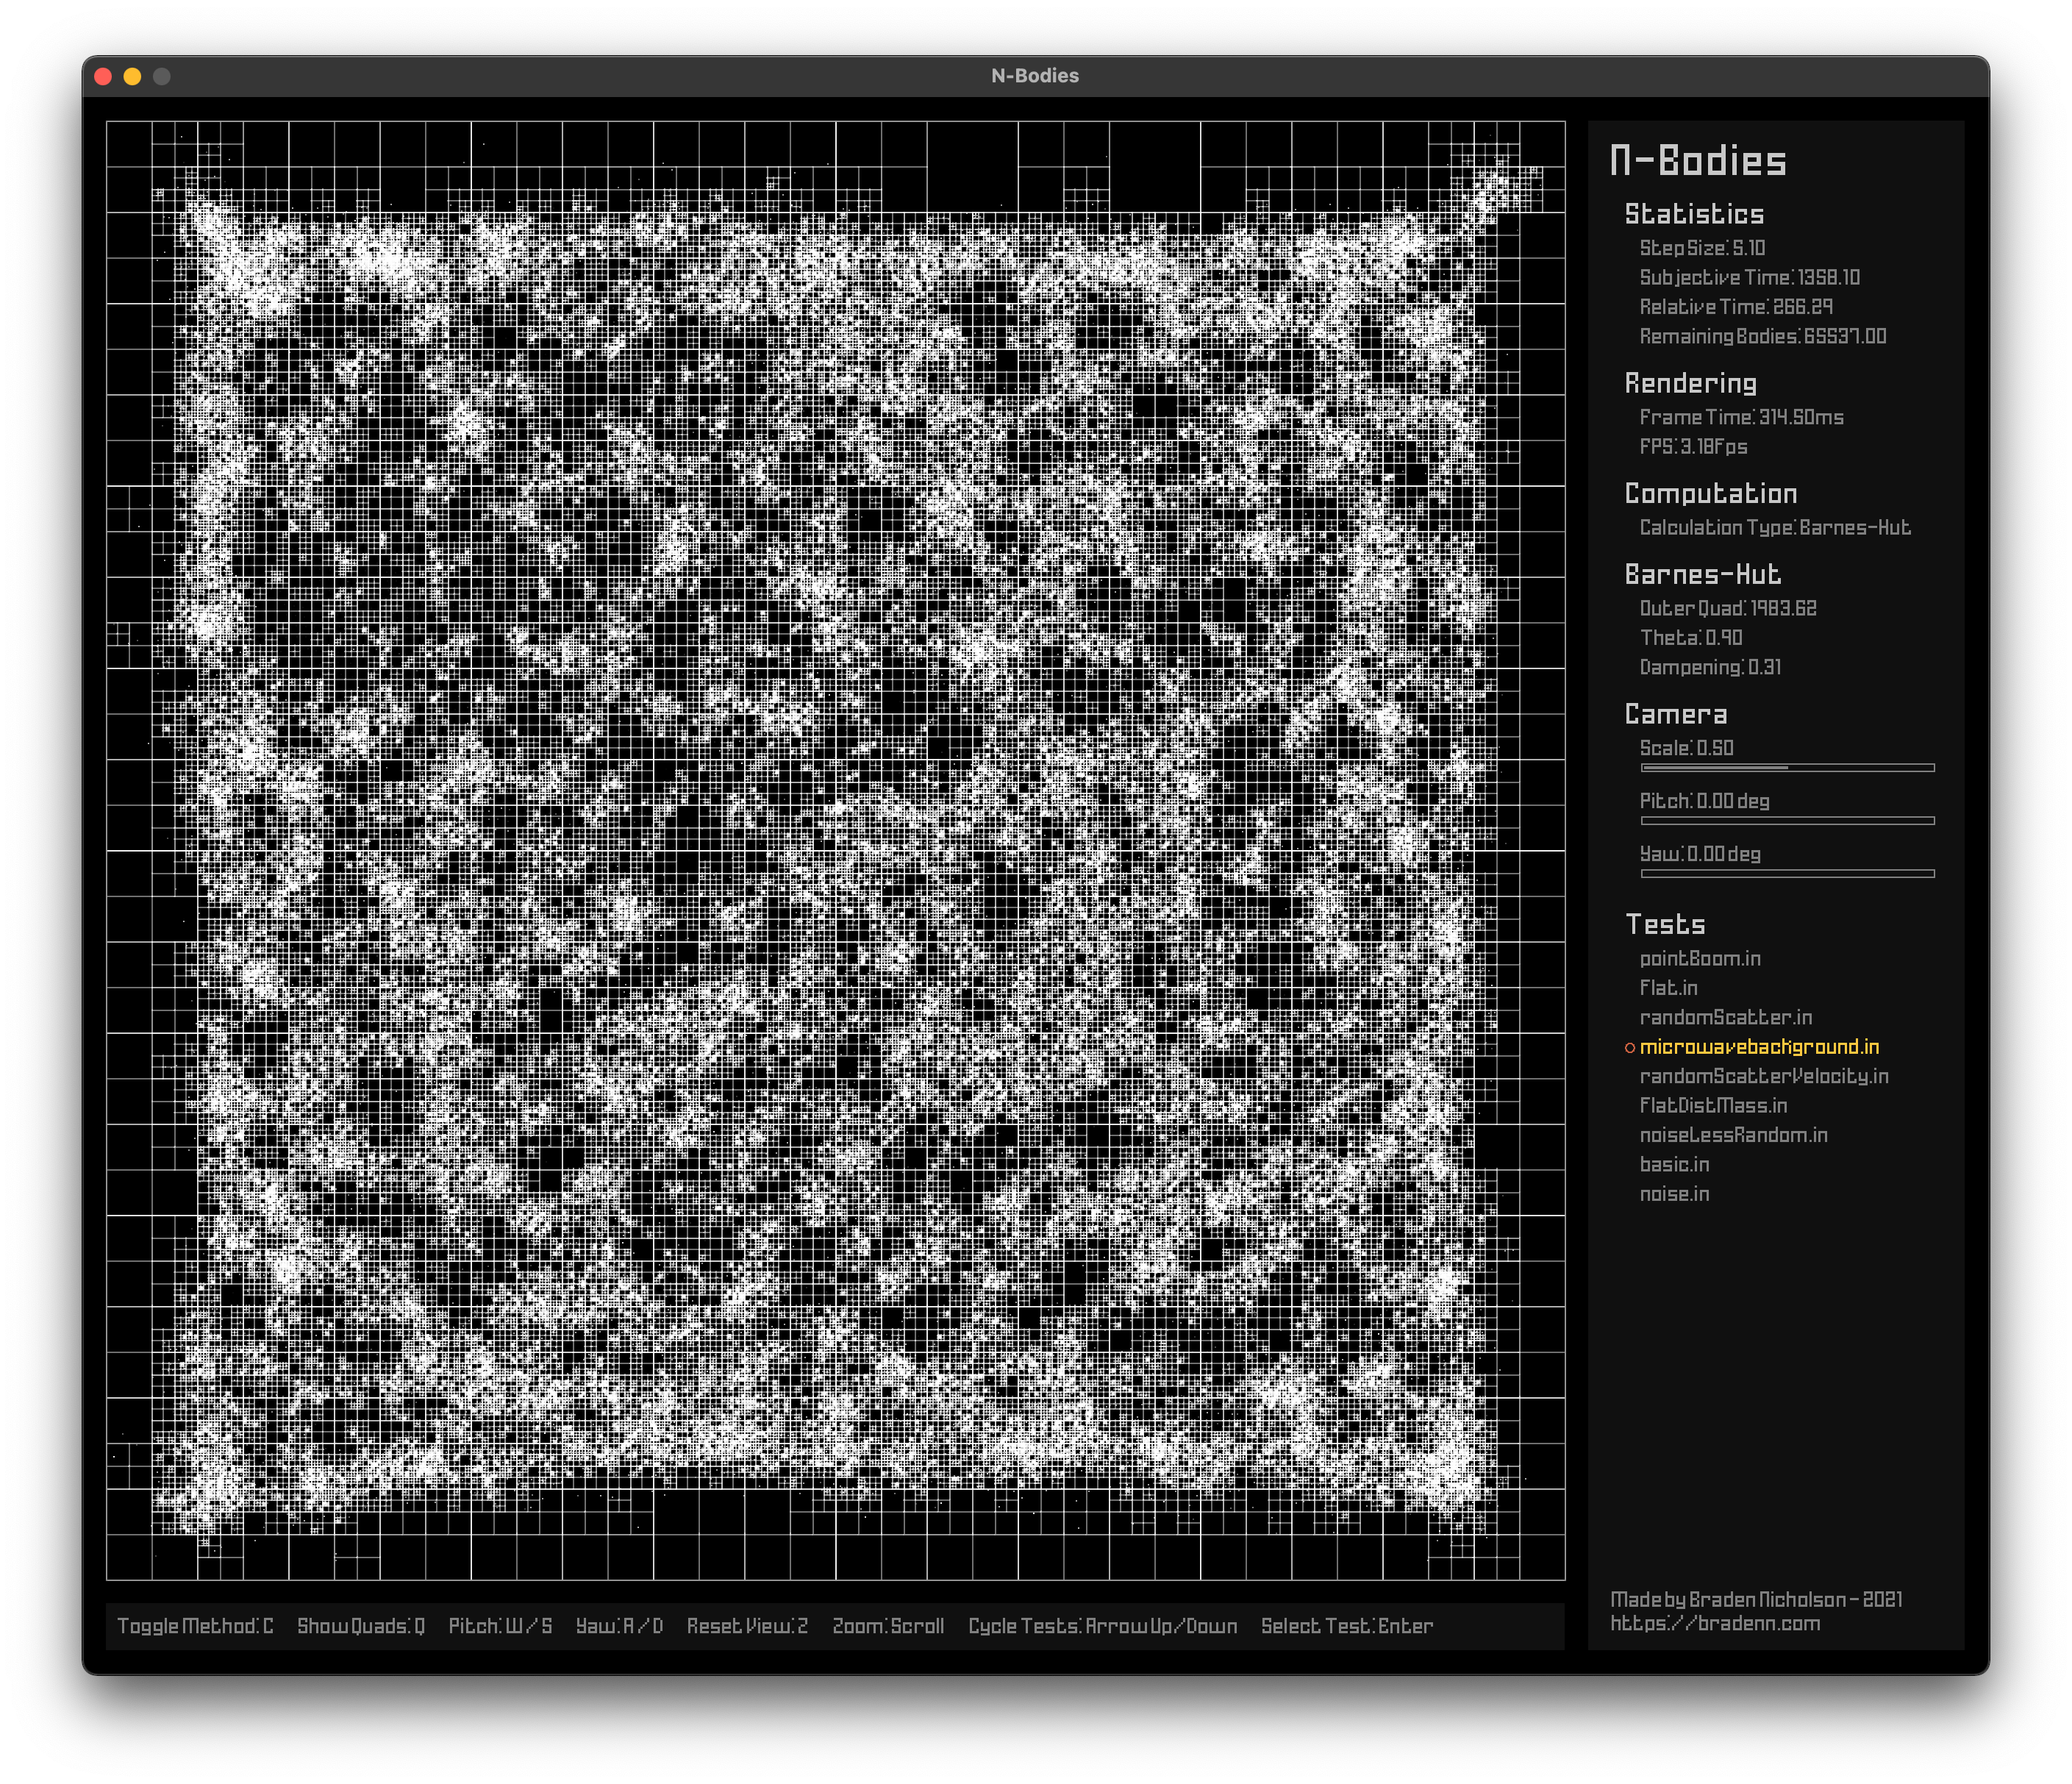 N-Bodies
N-Bodies
Statistics
Step Size: 5.10
Subjective Time: 1358.10
Relative Time: 266.29
Remaining Bodies: 65537.00
Rendering
Frame Time: 314.50ms
FPS: 3.18fps
Computation
Calculation Type: Barnes-Hut
Barnes-Hut
Outer Quad: 1983.62
Theta: 0.90
Dampening: 0.31
Camera
Scale: 0.50
Pitch: 0.00 deg
Yaw: 0.00 deg
Tests
pointBoom.in
flat.in
randomScatter.in
microwavebackground.in
randomScatterVelocity.in
flatDistMass.in
noiseLessRandom.in
basic.in
noise.in
Made by Braden Nicholson - 2021
https://bradenn.com
Toggle Method: C Show Quads: Q Pitch: W / S Yaw: A / D Reset View: Z Zoom: Scroll Cycle Tests: Arrow Up/Down Select Test: Enter